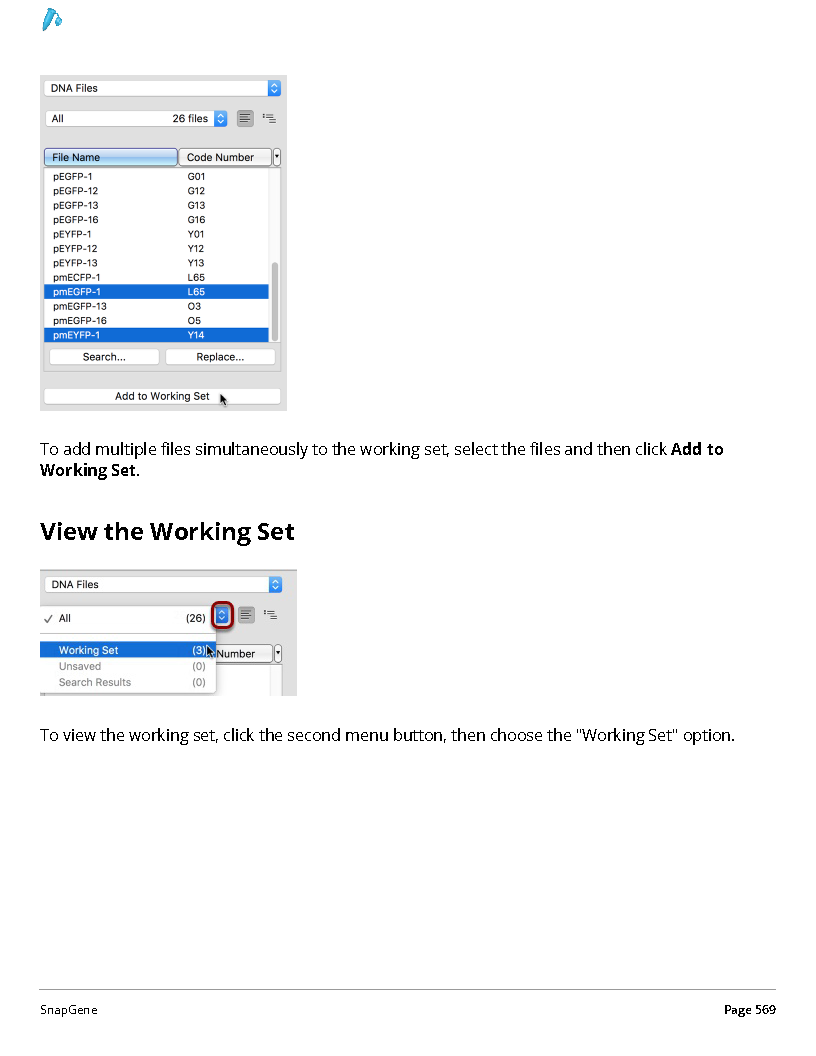 DNA Files
All 26 files
File Name Code Number
pEGFP-1 G01
pEGFP-12 G12
pEGFP-13 G13
pEGFP-16 G16
pEYFP-1 Y01
pEYFP-12 Y12
pEYFP-13 Y13
pmECFP-1 L65
pmEGFP-1 L65
pmEGFP-13 O3
pmEGFP-16 O5
pmEYFP-1 Y14
Search... Replace...
Add to Working Set
To add multiple files simultaneously to the working set, select the files and then click Add to
Working Set.
View the Working Set
DNA Files
✓ All (26)
Working Set (3) Number
Unsaved (0)
Search Results (0)
To view the working set, click the second menu button, then choose the "Working Set" option.
SnapGene Page 569